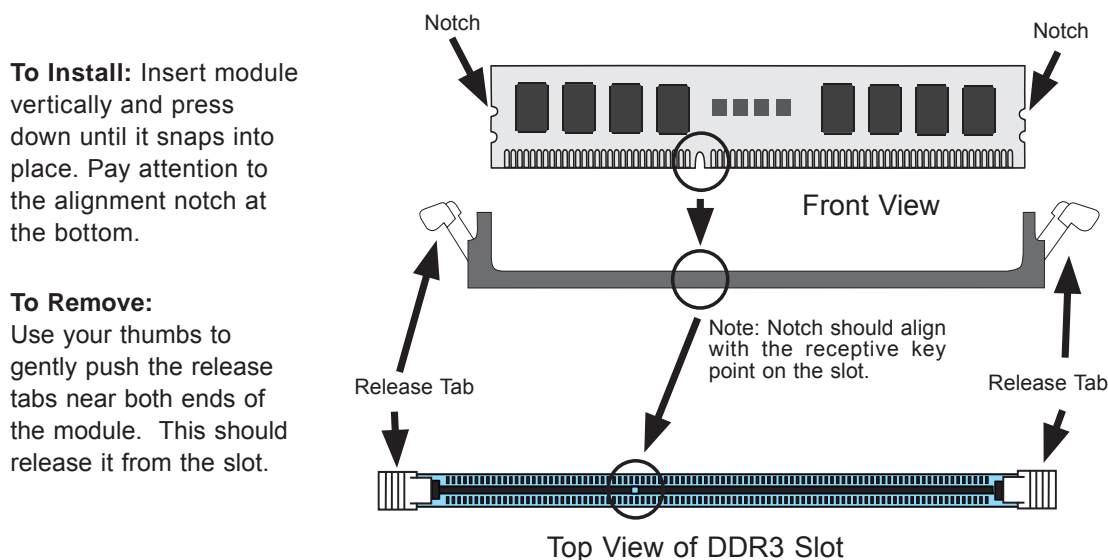 To Install: Insert module
vertically and press
down until it snaps into
place. Pay attention to
the alignment notch at
the bottom.
To Remove:
Use your thumbs to
gently push the release
tabs near both ends of
the module. This should
release it from the slot.
Notch
Notch
Front View
Note: Notch should align
with the receptive key
point on the slot.
Release Tab
Release Tab
Top View of DDR3 Slot